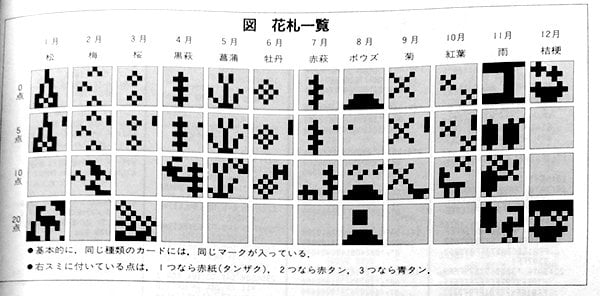 図 花札一覧
1月 2月 3月 4月 5月 6月 7月 8月 9月 10月 11月 12月
松 梅 桜 黒萩 菖蒲 牡丹 赤萩 ボウズ 菊 紅葉 雨 桔梗
0点
5点
10点
20点
●基本的に,同じ種類のカードには,同じマークが入っている.
●右スミに付いている点は,1つなら赤紙(タンザク),2つなら赤タン,3つなら青タン.